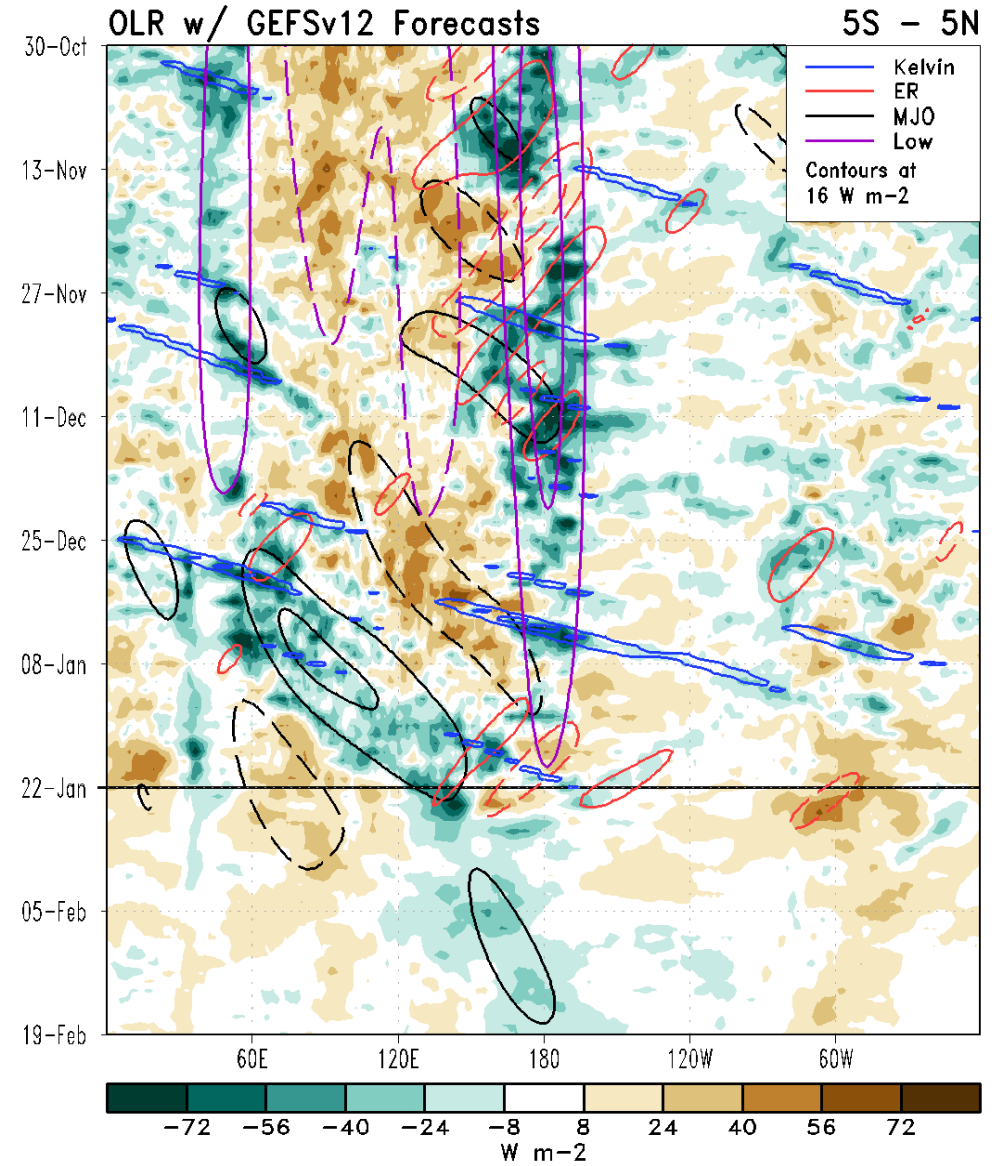 OLR w/ GEFSv12 Forecasts 5S - 5N
30-Oct
13-Nov
27-Nov
11-Dec
25-Dec
08-Jan
22-Jan
05-Feb
19-Feb
Kelvin
ER
MJO
Low
Contours at
16 W m-2
60E 120E 180 120W 60W
-72 -56 -40 -24 -8 8 24 40 56 72
W m-2